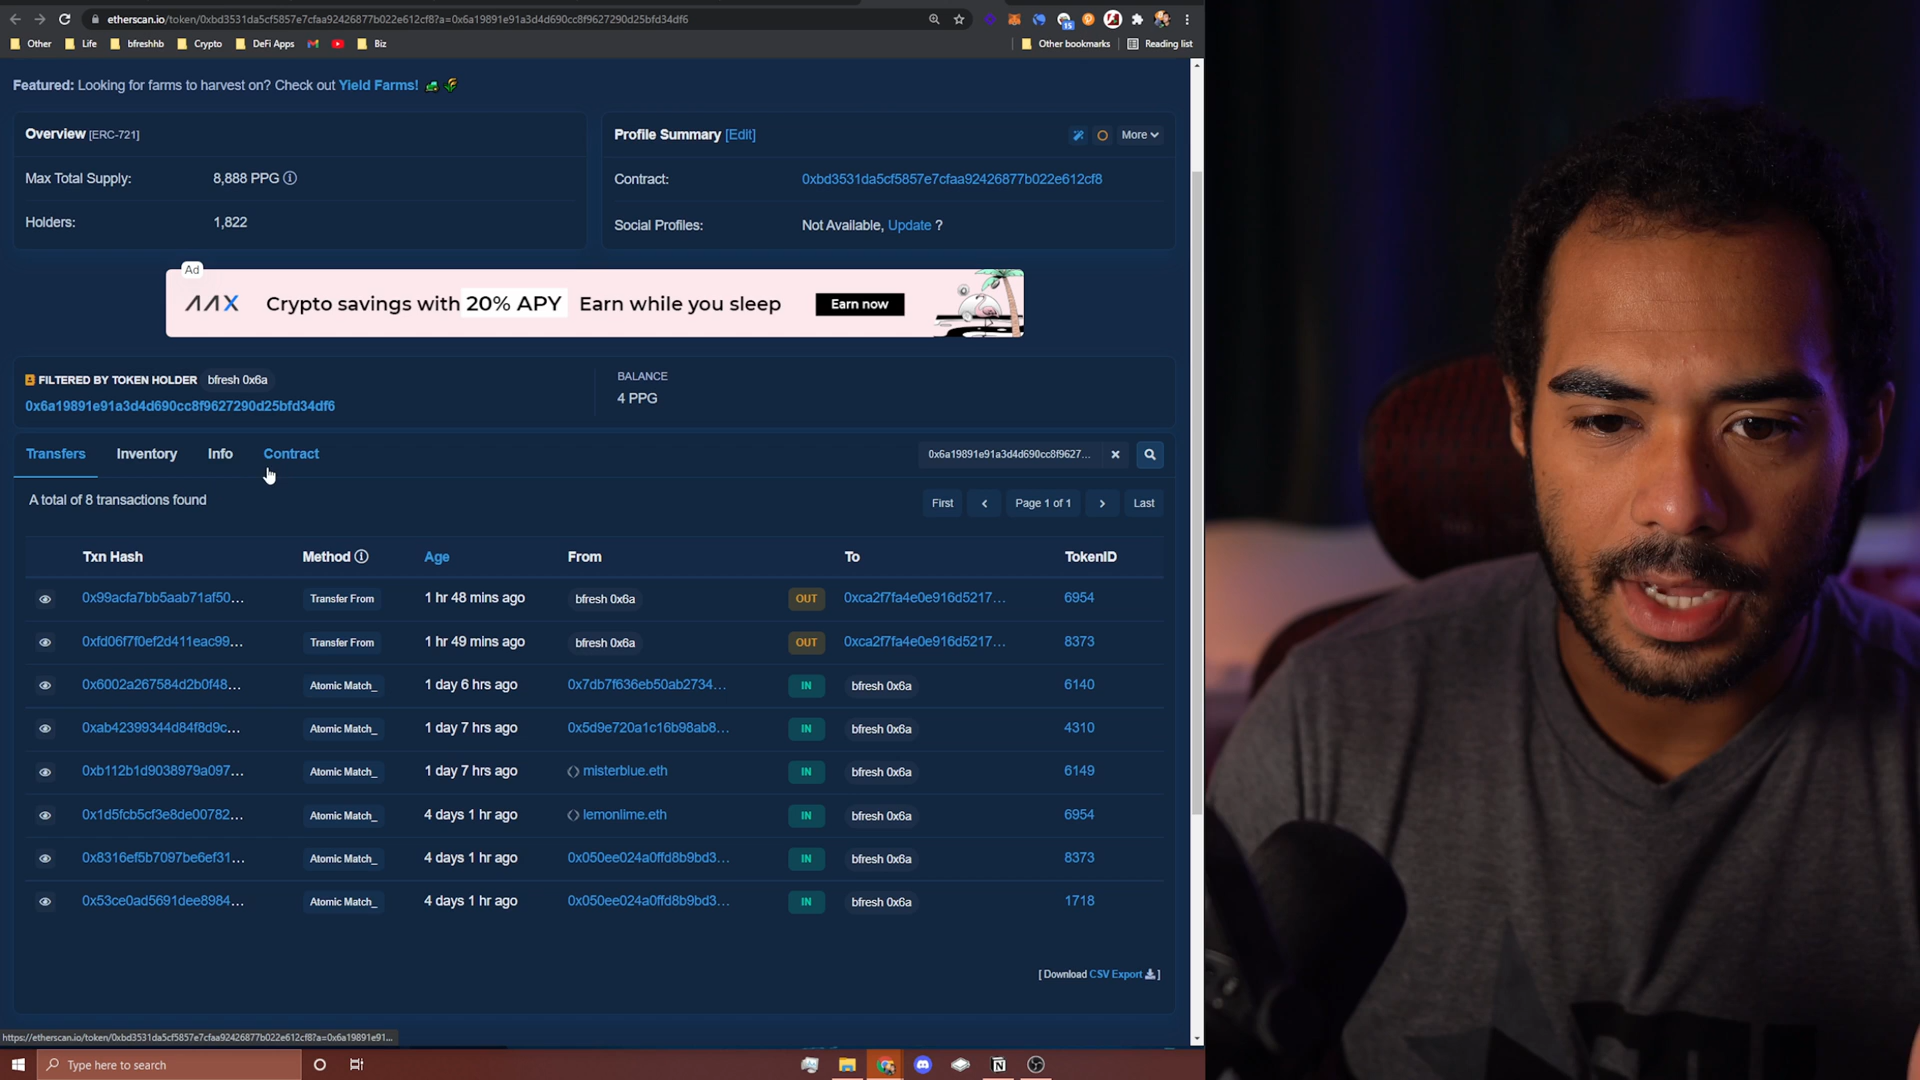 etherscan.io/token/0xbd3531da5cf5857e7cfaa92426877b022e612cf8?a=0x6a19891e91a3d4d690cc8f9627290d25bfd34df6
15
Other Life bfreshhb Crypto DeFi Apps Biz Other bookmarks Reading list
Featured: Looking for farms to harvest on? Check out Yield Farms!
Overview [ERC-721]
Max Total Supply: 8,888 PPG
Holders: 1,822
Profile Summary [Edit] More
Contract: 0xbd3531da5cf5857e7cfaa92426877b022e612cf8
Social Profiles: Not Available, Update ?
Ad
AAX Crypto savings with 20% APY Earn while you sleep Earn now
FILTERED BY TOKEN HOLDER bfresh 0x6a
0x6a19891e91a3d4d690cc8f9627290d25bfd34df6
BALANCE
4 PPG
Transfers Inventory Info Contract 0x6a19891e91a3d4d690cc8f9627...
A total of 8 transactions found First Page 1 of 1 Last
Txn Hash Method Age From To TokenID
0x99acfa7bb5aab71af50... Transfer From 1 hr 48 mins ago bfresh 0x6a OUT 0xca2f7fa4e0e916d5217... 6954
0xfd06f7f0ef2d411eac99... Transfer From 1 hr 49 mins ago bfresh 0x6a OUT 0xca2f7fa4e0e916d5217... 8373
0x6002a267584d2b0f48... Atomic Match_ 1 day 6 hrs ago 0x7db7f636eb50ab2734... IN bfresh 0x6a 6140
0xab42399344d84f8d9c... Atomic Match_ 1 day 7 hrs ago 0x5d9e720a1c16b98ab8... IN bfresh 0x6a 4310
0xb112b1d9038979a097... Atomic Match_ 1 day 7 hrs ago misterblue.eth IN bfresh 0x6a 6149
0x1d5fcb5cf3e8de00782... Atomic Match_ 4 days 1 hr ago lemonlime.eth IN bfresh 0x6a 6954
0x8316ef5b7097be6ef31... Atomic Match_ 4 days 1 hr ago 0x050ee024a0ffd8b9bd3... IN bfresh 0x6a 8373
0x53ce0ad5691dee8984... Atomic Match_ 4 days 1 hr ago 0x050ee024a0ffd8b9bd3... IN bfresh 0x6a 1718
[ Download CSV Export ]
https://etherscan.io/token/0xbd3531da5cf5857e7cfaa92426877b022e612cf8?a=0x6a19891e91...
Type here to search